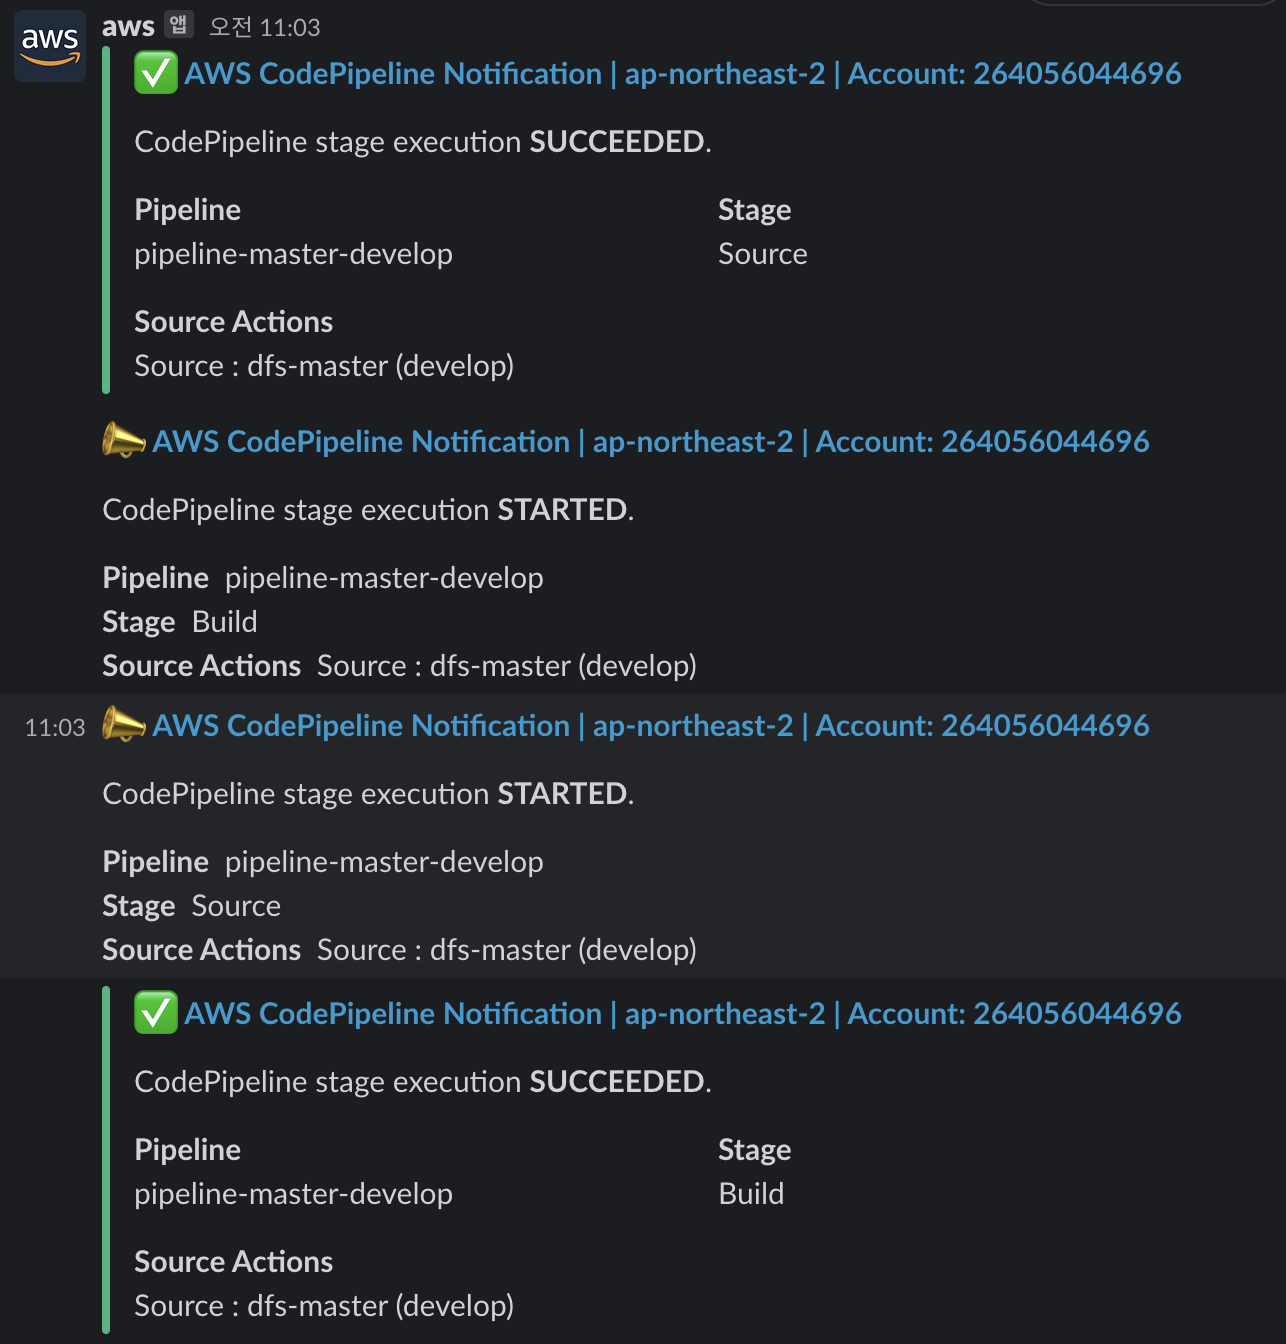 aws
aws 앱 오전 11:03
AWS CodePipeline Notification | ap-northeast-2 | Account: 264056044696
CodePipeline stage execution SUCCEEDED.
Pipeline Stage
pipeline-master-develop Source
Source Actions
Source : dfs-master (develop)
AWS CodePipeline Notification | ap-northeast-2 | Account: 264056044696
CodePipeline stage execution STARTED.
Pipeline pipeline-master-develop
Stage Build
Source Actions Source : dfs-master (develop)
11:03 AWS CodePipeline Notification | ap-northeast-2 | Account: 264056044696
CodePipeline stage execution STARTED.
Pipeline pipeline-master-develop
Stage Source
Source Actions Source : dfs-master (develop)
AWS CodePipeline Notification | ap-northeast-2 | Account: 264056044696
CodePipeline stage execution SUCCEEDED.
Pipeline Stage
pipeline-master-develop Build
Source Actions
Source : dfs-master (develop)